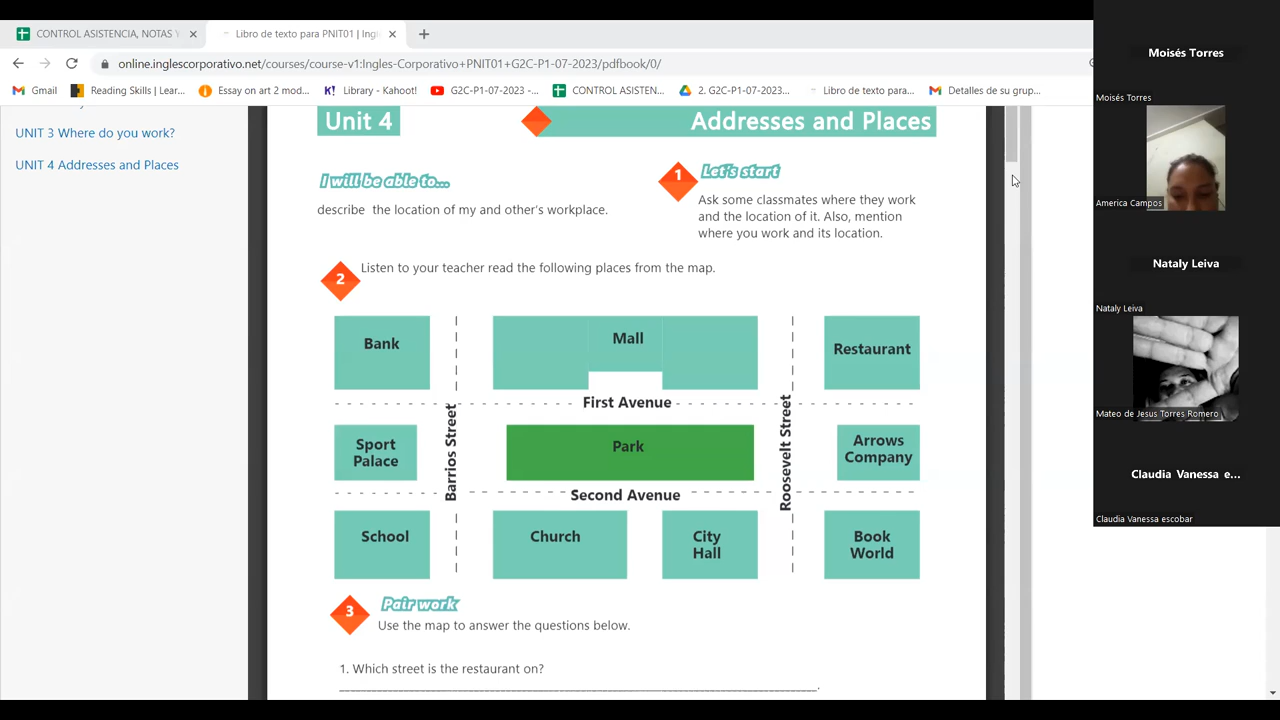 CONTROL ASISTENCIA, NOTAS Y
Libro de texto para PNIT01 | Ingl
online.inglescorporativo.net/courses/course-v1:Ingles-Corporativo+PNIT01+G2C-P1-07-2023/pdfbook/0/
Gmail
Reading Skills | Lear...
Essay on art 2 mod...
Library - Kahoot!
G2C-P1-07-2023 -...
CONTROL ASISTEN...
2. G2C-P1-07-2023...
Libro de texto para...
Detalles de su grup...
UNIT 3 Where do you work?
UNIT 4 Addresses and Places
Unit 4
Addresses and Places
I will be able to...
describe the location of my and other's workplace.
1
Let's start
Ask some classmates where they work
and the location of it. Also, mention
where you work and its location.
2
Listen to your teacher read the following places from the map.
Bank
Mall
Restaurant
First Avenue
Barrios Street
Roosevelt Street
Sport
Palace
Park
Arrows
Company
Second Avenue
School
Church
City
Hall
Book
World
3
Pair work
Use the map to answer the questions below.
1. Which street is the restaurant on?
Moisés Torres
Moisés Torres
America Campos
Nataly Leiva
Nataly Leiva
Mateo de Jesus Torres Romero
Claudia Vanessa e...
Claudia Vanessa escobar